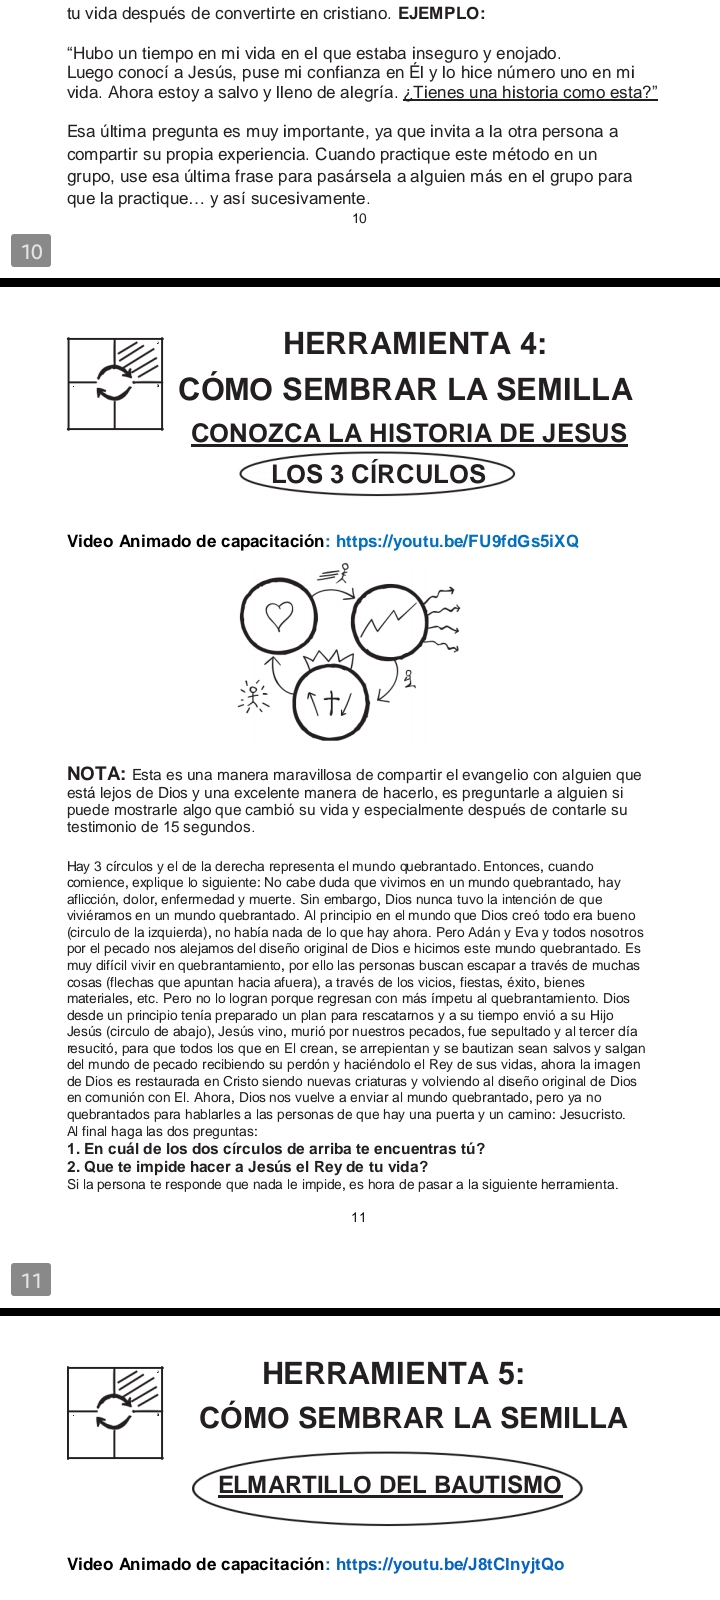 tu vida después de convertirte en cristiano. EJEMPLO:
“Hubo un tiempo en mi vida en el que estaba inseguro y enojado.
Luego conocí a Jesús, puse mi confianza en Él y lo hice número uno en mi
vida. Ahora estoy a salvo y lleno de alegría. ¿Tienes una historia como esta?”
Esa última pregunta es muy importante, ya que invita a la otra persona a
compartir su propia experiencia. Cuando practique este método en un
grupo, use esa última frase para pasársela a alguien más en el grupo para
que la practique… y así sucesivamente.
10
10
HERRAMIENTA 4:
CÓMO SEMBRAR LA SEMILLA
CONOZCA LA HISTORIA DE JESUS
LOS 3 CÍRCULOS
Video Animado de capacitación: https://youtu.be/FU9fdGs5iXQ
NOTA: Esta es una manera maravillosa de compartir el evangelio con alguien que
está lejos de Dios y una excelente manera de hacerlo, es preguntarle a alguien si
puede mostrarle algo que cambió su vida y especialmente después de contarle su
testimonio de 15 segundos.
Hay 3 círculos y el de la derecha representa el mundo quebrantado. Entonces, cuando
comience, explique lo siguiente: No cabe duda que vivimos en un mundo quebrantado, hay
aflicción, dolor, enfermedad y muerte. Sin embargo, Dios nunca tuvo la intención de que
viviéramos en un mundo quebrantado. Al principio en el mundo que Dios creó todo era bueno
(circulo de la izquierda), no había nada de lo que hay ahora. Pero Adán y Eva y todos nosotros
por el pecado nos alejamos del diseño original de Dios e hicimos este mundo quebrantado. Es
muy difícil vivir en quebrantamiento, por ello las personas buscan escapar a través de muchas
cosas (flechas que apuntan hacia afuera), a través de los vicios, fiestas, éxito, bienes
materiales, etc. Pero no lo logran porque regresan con más ímpetu al quebrantamiento. Dios
desde un principio tenía preparado un plan para rescatarnos y a su tiempo envió a su Hijo
Jesús (circulo de abajo), Jesús vino, murió por nuestros pecados, fue sepultado y al tercer día
resucitó, para que todos los que en El crean, se arrepientan y se bautizan sean salvos y salgan
del mundo de pecado recibiendo su perdón y haciéndolo el Rey de sus vidas, ahora la imagen
de Dios es restaurada en Cristo siendo nuevas criaturas y volviendo al diseño original de Dios
en comunión con El. Ahora, Dios nos vuelve a enviar al mundo quebrantado, pero ya no
quebrantados para hablarles a las personas de que hay una puerta y un camino: Jesucristo.
Al final haga las dos preguntas:
1. En cuál de los dos círculos de arriba te encuentras tú?
2. Que te impide hacer a Jesús el Rey de tu vida?
Si la persona te responde que nada le impide, es hora de pasar a la siguiente herramienta.
11
11
HERRAMIENTA 5:
CÓMO SEMBRAR LA SEMILLA
ELMARTILLO DEL BAUTISMO
Video Animado de capacitación: https://youtu.be/J8tCInyjtQo